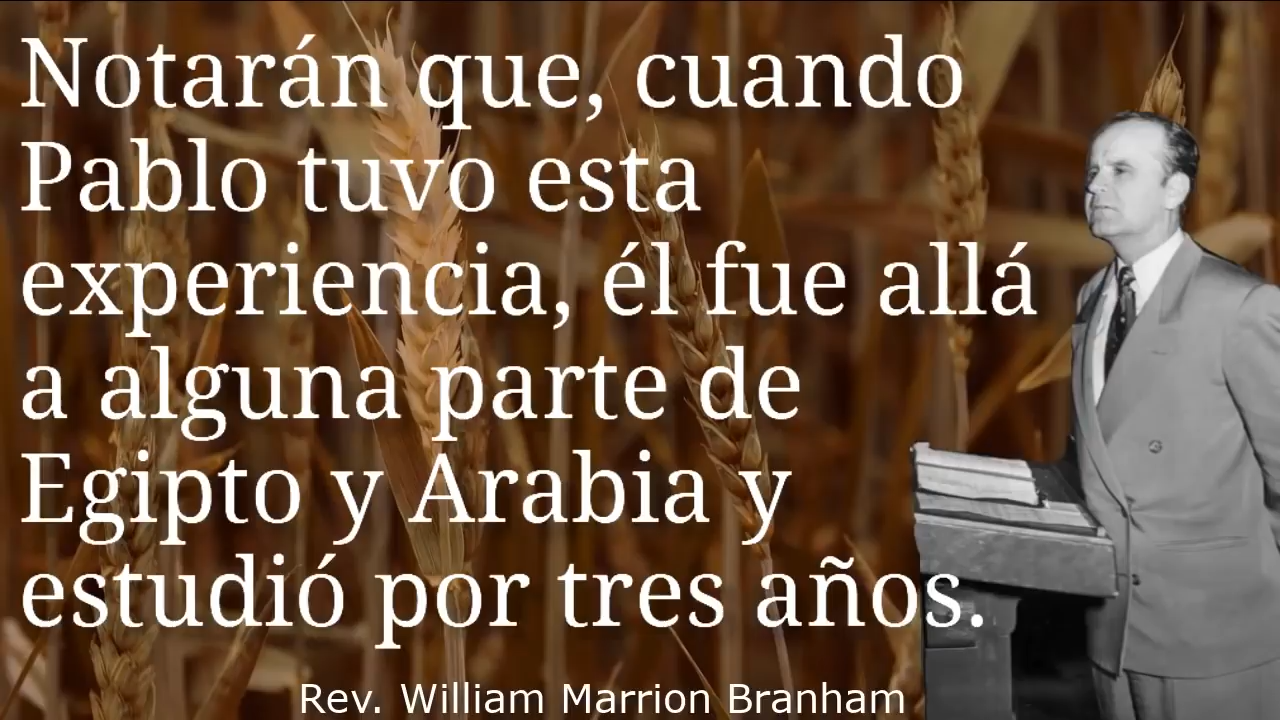 Notarán que, cuando
Pablo tuvo esta
experiencia, él fue allá
a alguna parte de
Egipto y Arabia y
estudió por tres años.
Rev. William Marrion Branham